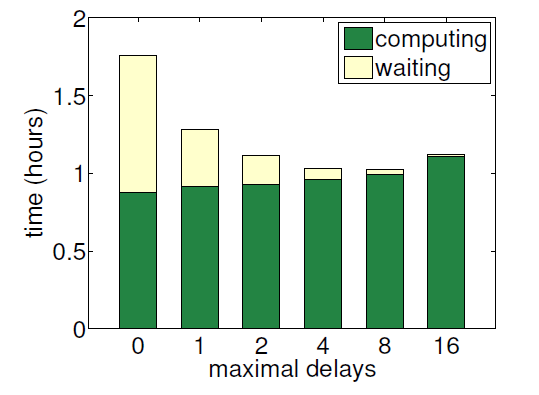 2
1.5
1
0.5
0
time (hours)
computing
waiting
0 1 2 4 8 16
maximal delays